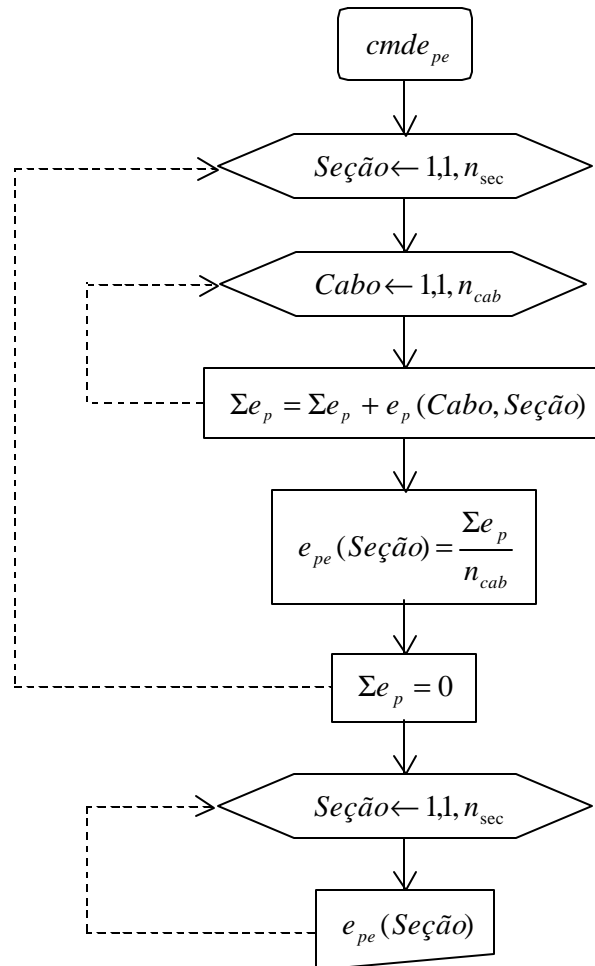 cmde_pe
Seção ← 1,1, n_sec
Cabo ← 1,1, n_cab
Σe_p = Σe_p + e_p (Cabo, Seção)
e_pe (Seção) = Σe_p / n_cab
Σe_p = 0
Seção ← 1,1, n_sec
e_pe (Seção)